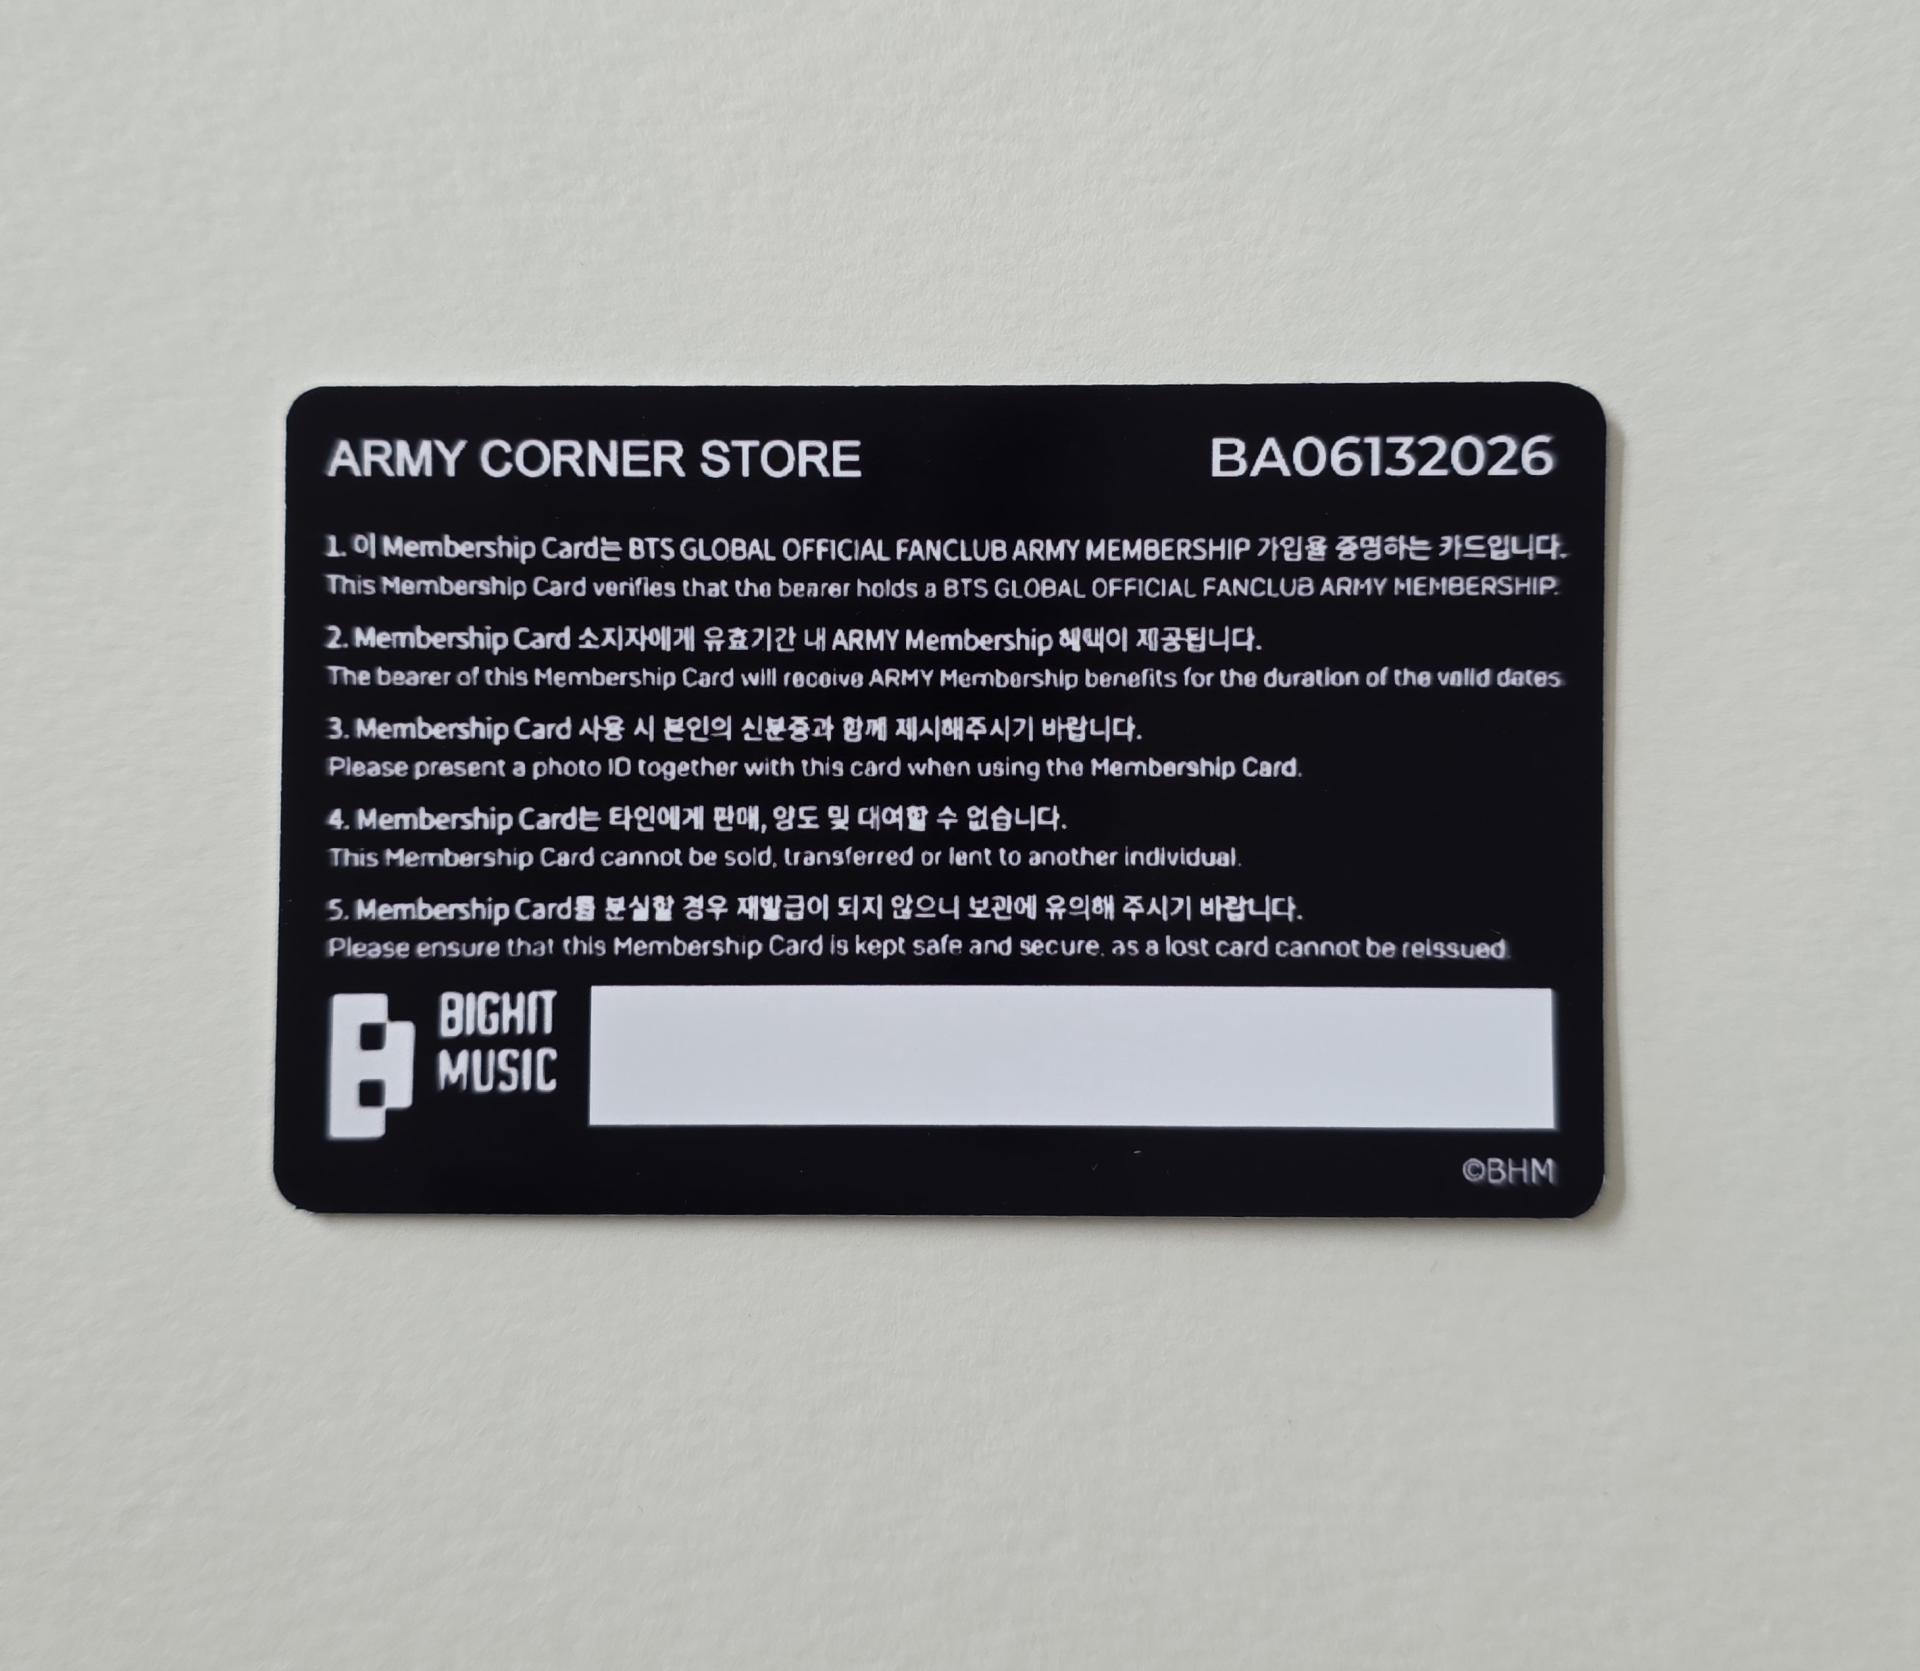 ARMY CORNER STORE
BA06132026
1. 이 Membership Card는 BTS GLOBAL OFFICIAL FANCLUB ARMY MEMBERSHIP 가입을 증명하는 카드입니다.
This Membership Card verifies that the bearer holds a BTS GLOBAL OFFICIAL FANCLUB ARMY MEMBERSHIP.
2. Membership Card 소지자에게 유효기간 내 ARMY Membership 혜택이 제공됩니다.
The bearer of this Membership Card will receive ARMY Membership benefits for the duration of the valid dates
3. Membership Card 사용 시 본인의 신분증과 함께 제시해주시기 바랍니다.
Please present a photo ID together with this card when using the Membership Card.
4. Membership Card는 타인에게 판매, 양도 및 대여할 수 없습니다.
This Membership Card cannot be sold, transferred or lent to another individual.
5. Membership Card를 분실할 경우 재발급이 되지 않으니 보관에 유의해 주시기 바랍니다.
Please ensure that this Membership Card is kept safe and secure, as a lost card cannot be reissued
BIGHIT
MUSIC
©BHM